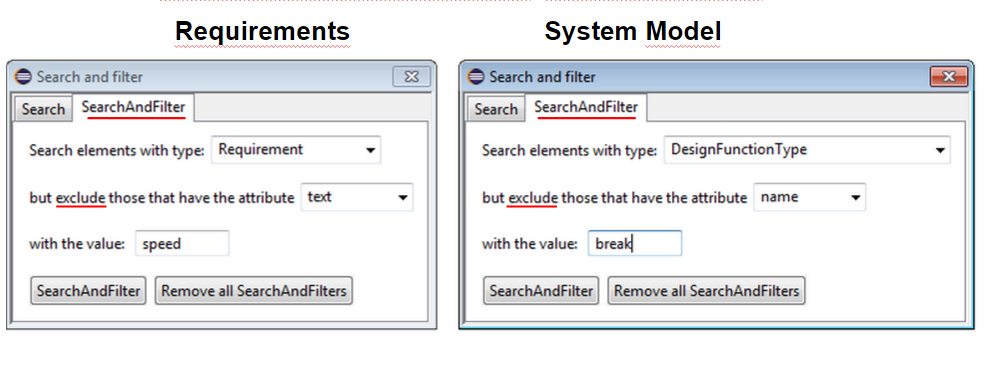 Requirements
Search and filter
Search SearchAndFilter
Search elements with type: Requirement
but exclude those that have the attribute text
with the value: speed
SearchAndFilter Remove all SearchAndFilters
System Model
Search and filter
Search SearchAndFilter
Search elements with type: DesignFunctionType
but exclude those that have the attribute name
with the value: break
SearchAndFilter Remove all SearchAndFilters